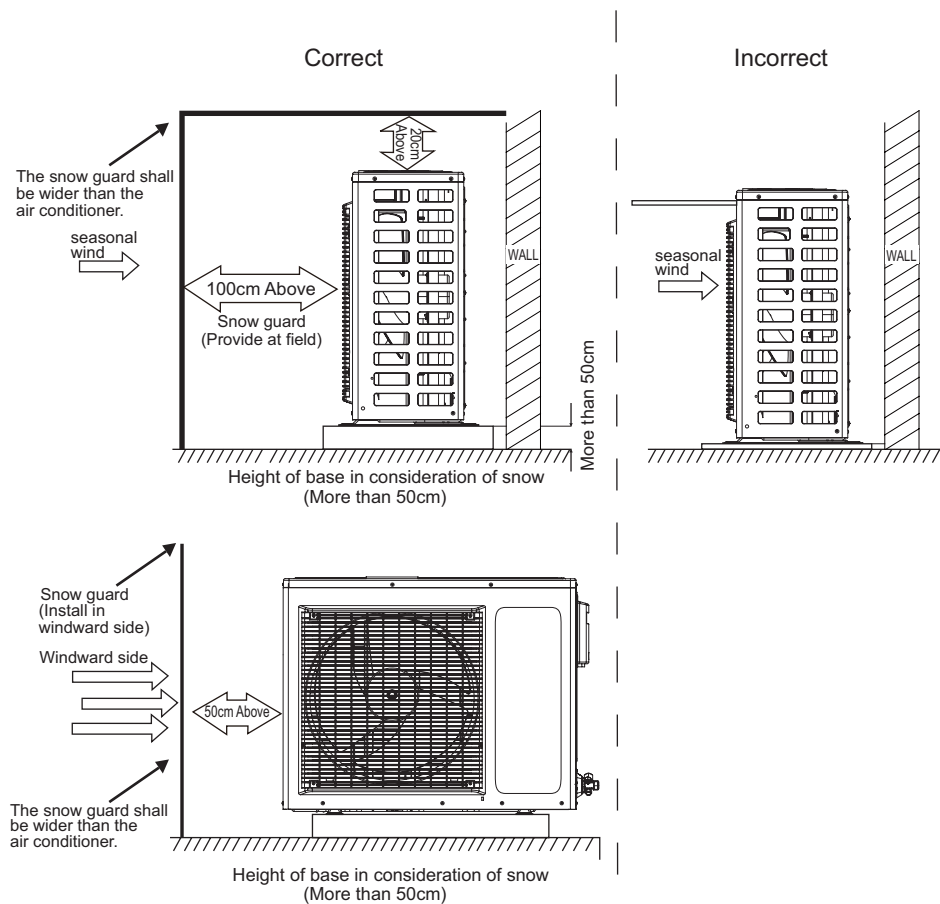 Correct
Incorrect
20cm
Above
The snow guard shall
be wider than the
air conditioner.
seasonal
wind
100cm Above
Snow guard
(Provide at field)
WALL
More than 50cm
Height of base in consideration of snow
(More than 50cm)
seasonal
wind
WALL
Snow guard
(Install in
windward side)
Windward side
50cm Above
The snow guard shall
be wider than the
air conditioner.
Height of base in consideration of snow
(More than 50cm)